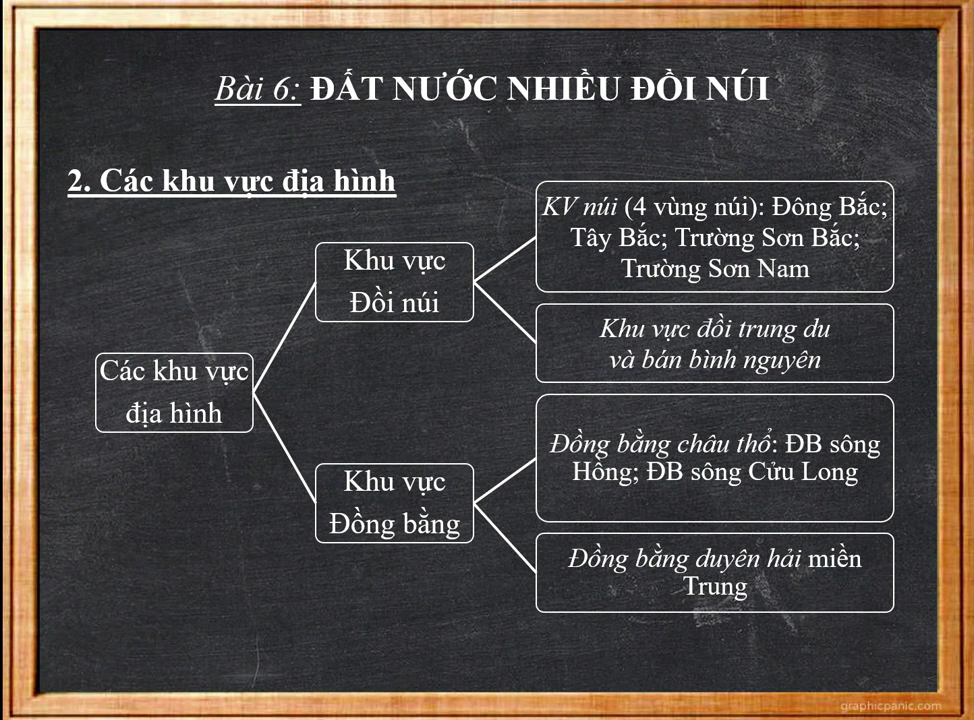 Bài 6: ĐẤT NƯỚC NHIỀU ĐỒI NÚI
2. Các khu vực địa hình
Các khu vực
địa hình
Khu vực
Đồi núi
KV núi (4 vùng núi): Đông Bắc;
Tây Bắc; Trường Sơn Bắc;
Trường Sơn Nam
Khu vực đồi trung du
và bán bình nguyên
Khu vực
Đồng bằng
Đồng bằng châu thổ: ĐB sông
Hồng; ĐB sông Cửu Long
Đồng bằng duyên hải miền
Trung
graphicpanic.com